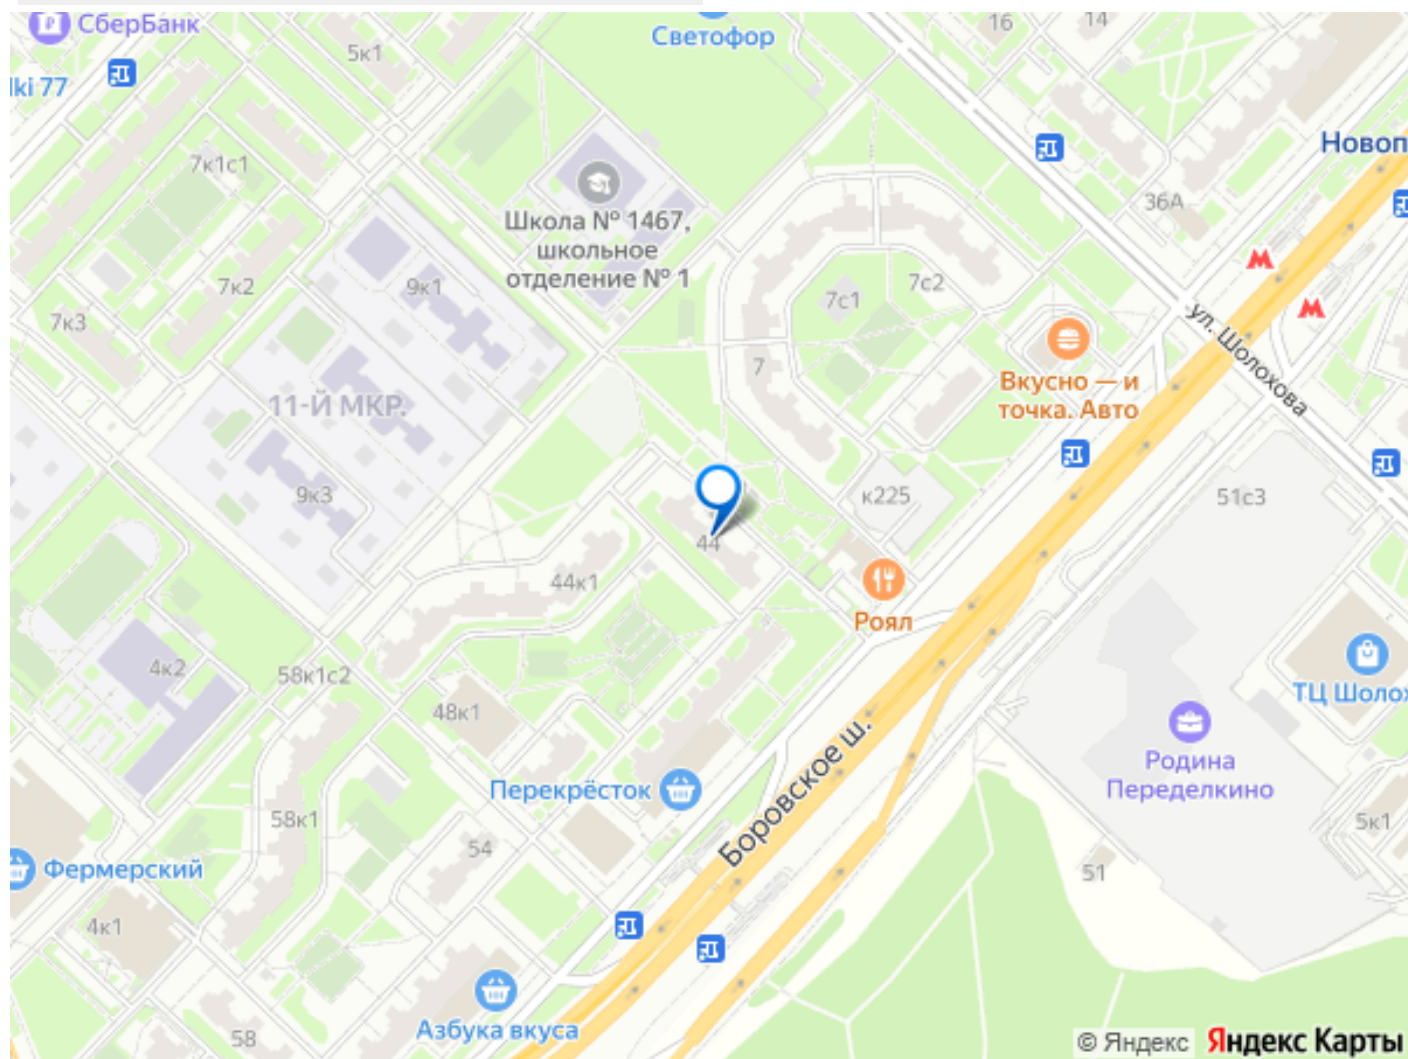 СберБанк
5к1
Светофор
16
14
lki 77
Новоп
7к1с1
36А
Школа № 1467,
школьное
отделение № 1
7к2
9к1
7с1
7с2
7к3
ул. Шолохова
7
Вкусно — и
точка. Авто
11-Й МКР.
9к3
к225
51с3
44
44к1
Роял
4к2
58к1с2
48к1
ТЦ Шолох
Боровское ш.
Родина
Переделкино
Перекрёсток
58к1
5к1
54
Фермерский
51
4к1
Азбука вкуса
58
© Яндекс Яндекс Карты